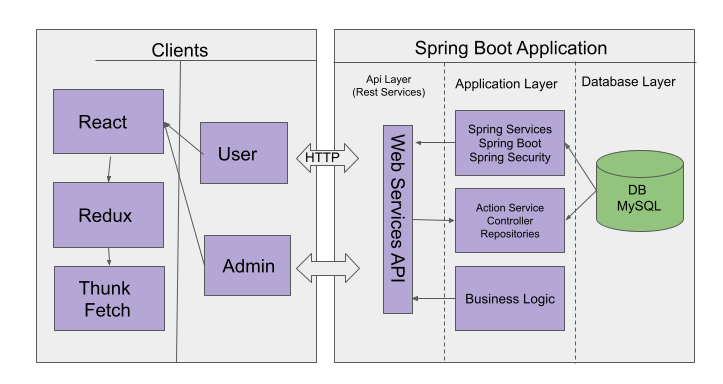 Clients
React
User
Redux
Admin
Thunk
Fetch
HTTP
Spring Boot Application
Api Layer
(Rest Services)
Application Layer
Database Layer
Web Services API
Spring Services
Spring Boot
Spring Security
Action Service
Controller
Repositories
Business Logic
DB
MySQL